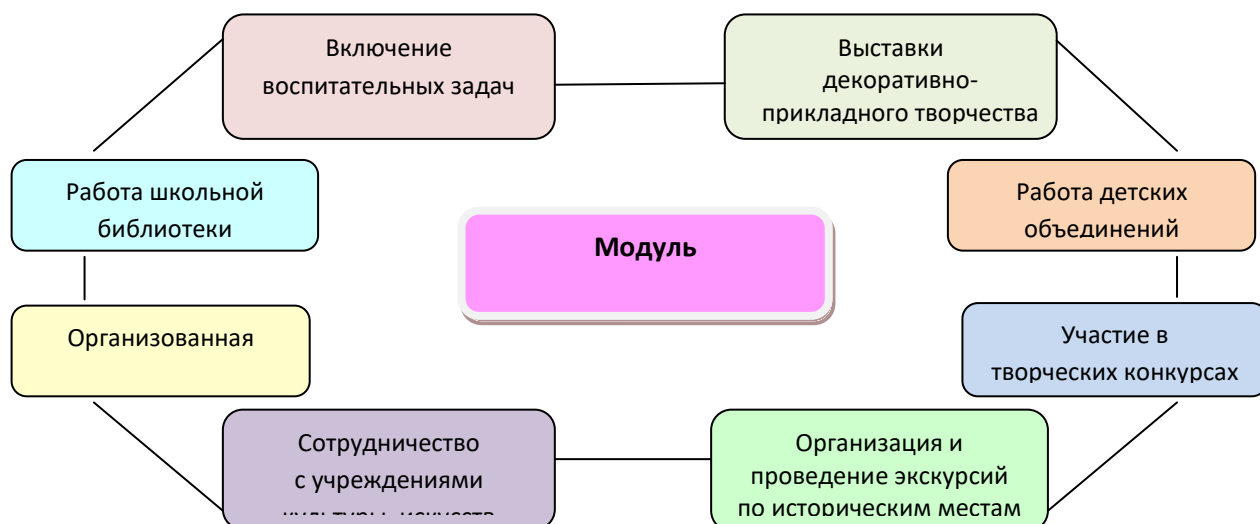 Включение
воспитательных задач
Выставки
декоративно-
прикладного творчества
Работа школьной
библиотеки
Работа детских
объединений
Модуль
Организованная
Участие в
творческих конкурсах
Сотрудничество
с учреждениями
Организация и
проведение экскурсий
по историческим местам